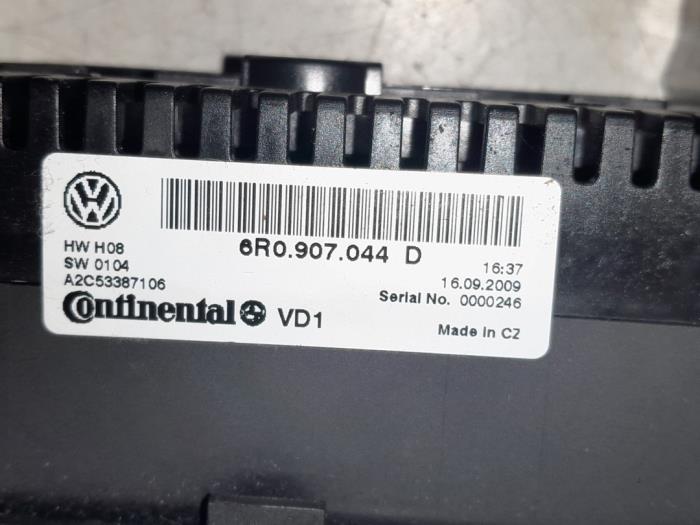 6R0.907.044 D
HW H08
SW 0104
A2C53387106
16:37
16.09.2009
Serial No. 0000246
Continental VD1
Made in CZ